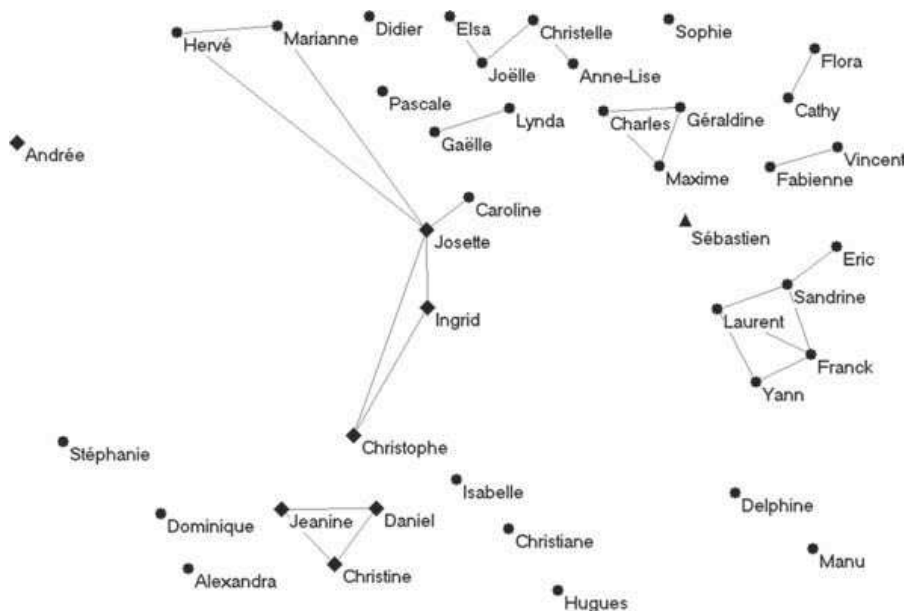 Hervé
Marianne
Didier
Elsa
Christelle
Sophie
Joëlle
Anne-Lise
Flora
Pascale
Lynda
Charles
Géraldine
Cathy
Gaëlle
Andrée
Maxime
Fabienne
Vincent
Caroline
Josette
Sébastien
Eric
Sandrine
Ingrid
Laurent
Franck
Yann
Christophe
Stéphanie
Isabelle
Delphine
Dominique
Jeanine
Daniel
Christiane
Manu
Alexandra
Christine
Hugues